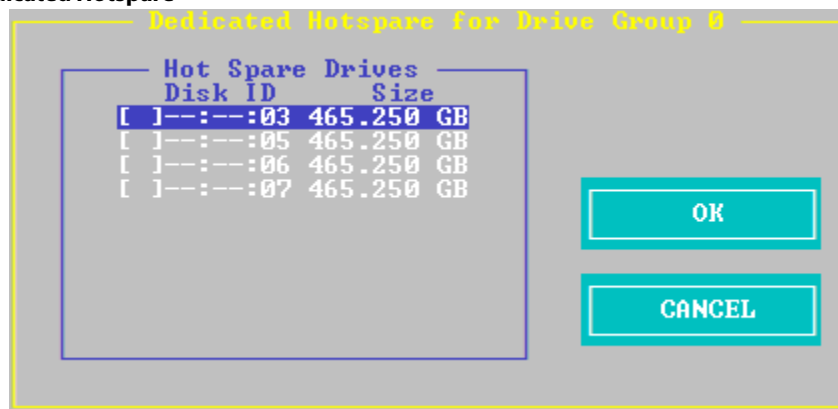 Dedicated Hotspare for Drive Group 0
Hot Spare Drives
Disk ID Size
[ ]--:--:03 465.250 GB
[ ]--:--:05 465.250 GB
[ ]--:--:06 465.250 GB
[ ]--:--:07 465.250 GB
OK
CANCEL